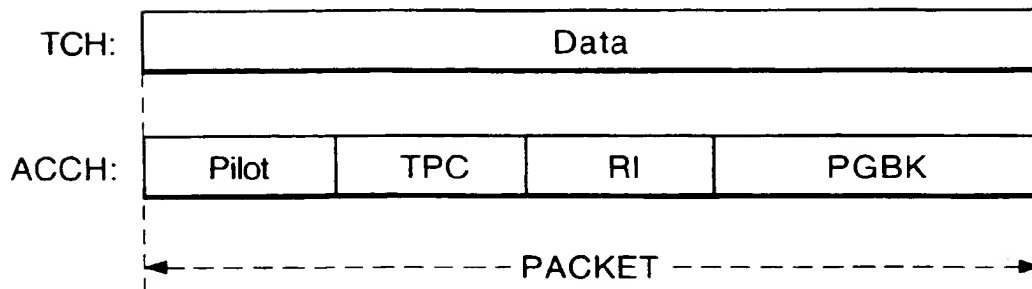 TCH: Data
ACCH: Pilot TPC RI PGBK
PACKET